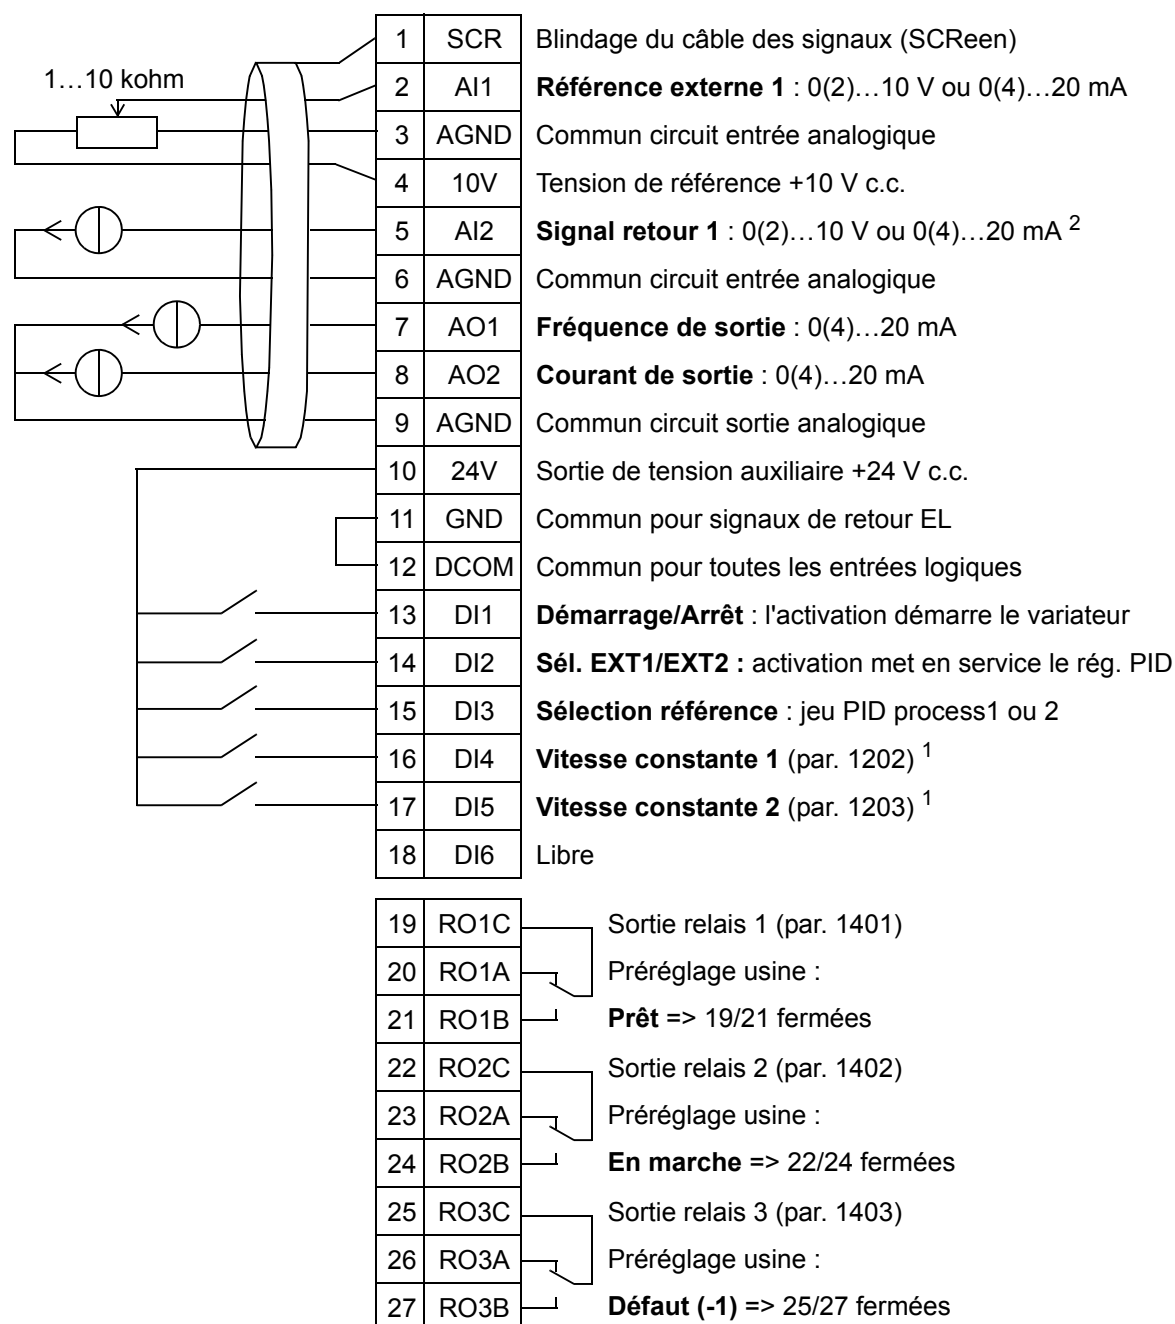 1 SCR Blindage du câble des signaux (SCReen)
1…10 kohm
2 AI1 Référence externe 1 : 0(2)…10 V ou 0(4)…20 mA
3 AGND Commun circuit entrée analogique
4 10V Tension de référence +10 V c.c.
5 AI2 Signal retour 1 : 0(2)…10 V ou 0(4)…20 mA 2
6 AGND Commun circuit entrée analogique
7 AO1 Fréquence de sortie : 0(4)…20 mA
8 AO2 Courant de sortie : 0(4)…20 mA
9 AGND Commun circuit sortie analogique
10 24V Sortie de tension auxiliaire +24 V c.c.
11 GND Commun pour signaux de retour EL
12 DCOM Commun pour toutes les entrées logiques
13 DI1 Démarrage/Arrêt : l'activation démarre le variateur
14 DI2 Sél. EXT1/EXT2 : activation met en service le rég. PID
15 DI3 Sélection référence : jeu PID process1 ou 2
16 DI4 Vitesse constante 1 (par. 1202) 1
17 DI5 Vitesse constante 2 (par. 1203) 1
18 DI6 Libre
19 RO1C Sortie relais 1 (par. 1401)
20 RO1A Préréglage usine :
21 RO1B Prêt => 19/21 fermées
22 RO2C Sortie relais 2 (par. 1402)
23 RO2A Préréglage usine :
24 RO2B En marche => 22/24 fermées
25 RO3C Sortie relais 3 (par. 1403)
26 RO3A Préréglage usine :
27 RO3B Défaut (-1) => 25/27 fermées